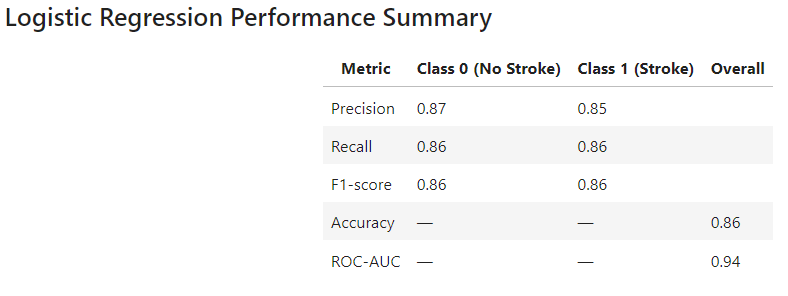 Logistic Regression Performance Summary
Metric Class 0 (No Stroke) Class 1 (Stroke) Overall
Precision 0.87 0.85
Recall 0.86 0.86
F1-score 0.86 0.86
Accuracy — — 0.86
ROC-AUC — — 0.94